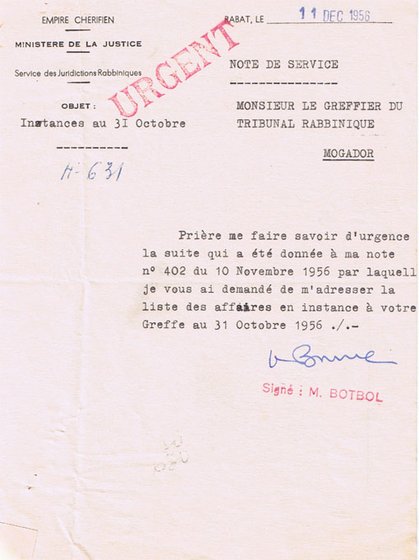 EMPIRE CHERIFIEN
MINISTERE DE LA JUSTICE
Service des Juridictions Rabbiniques
OBJET :
Instances au 31 Octobre
H-631
URGENT
RABAT, LE 11 DEC 1956
NOTE DE SERVICE
MONSIEUR LE GREFFIER DU
TRIBUNAL RABBINIQUE
MOGADOR
Prière me faire savoir d'urgence
la suite qui a été donnée à ma note
n° 402 du 10 Novembre 1956 par laquell
je vous ai demandé de m'adresser la
liste des affaires en instance à votre
Greffe au 31 Octobre 1956 ./.-
Signé : M. BOTBOL